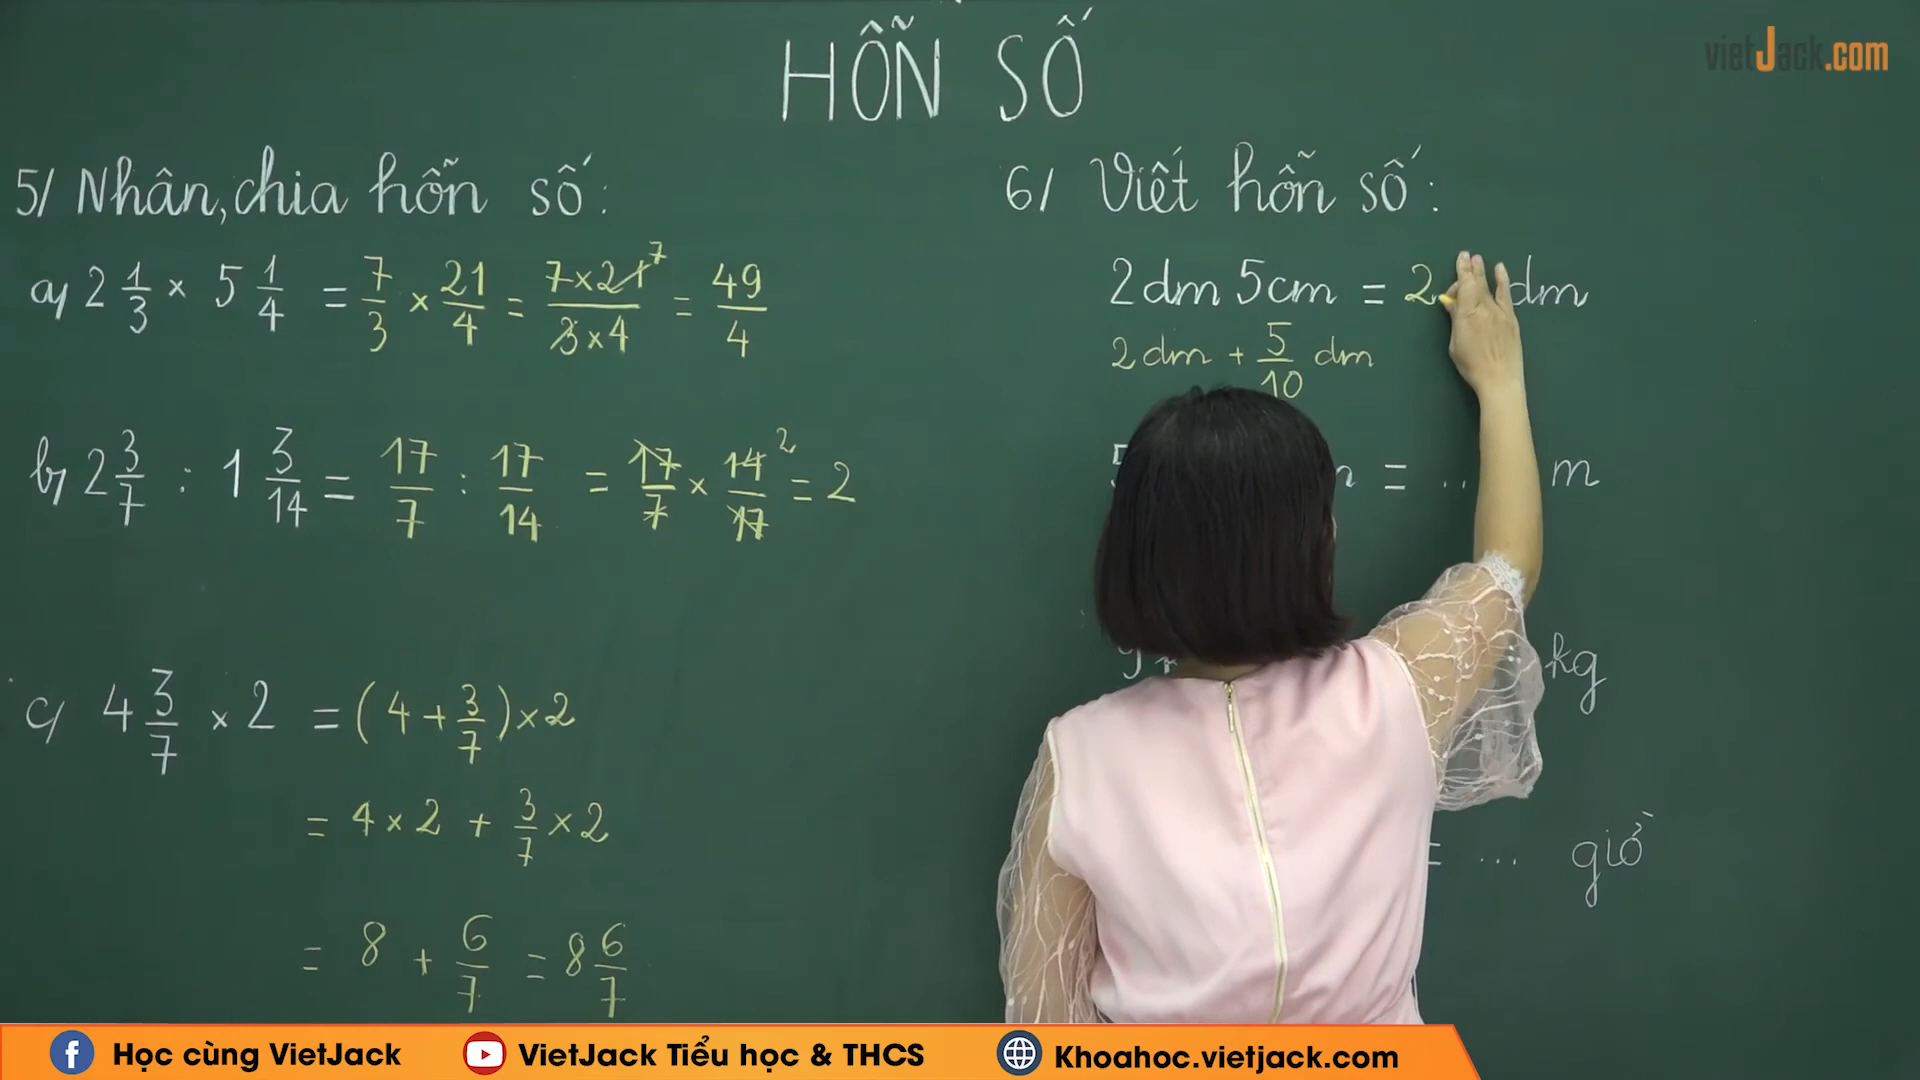 HỖN SỐ
vietJack.com
5/ Nhân, chia hỗn số:
a) 2 1/3 × 5 1/4 = 7/3 × 21/4 = (7 × 21)/(3 × 4) 7 = 49/4
b) 2 3/7 : 1 3/14 = 17/7 : 17/14 = 17/7 × 14/17 2 = 2
c) 4 3/7 × 2 = (4 + 3/7) × 2
= 4 × 2 + 3/7 × 2
= 8 + 6/7 = 8 6/7
6/ Viết hỗn số:
2dm 5cm = 2 dm
2dm + 5/10 dm
= .. m
kg
= ... giờ
Học cùng VietJack
VietJack Tiểu học & THCS
Khoahoc.vietjack.com